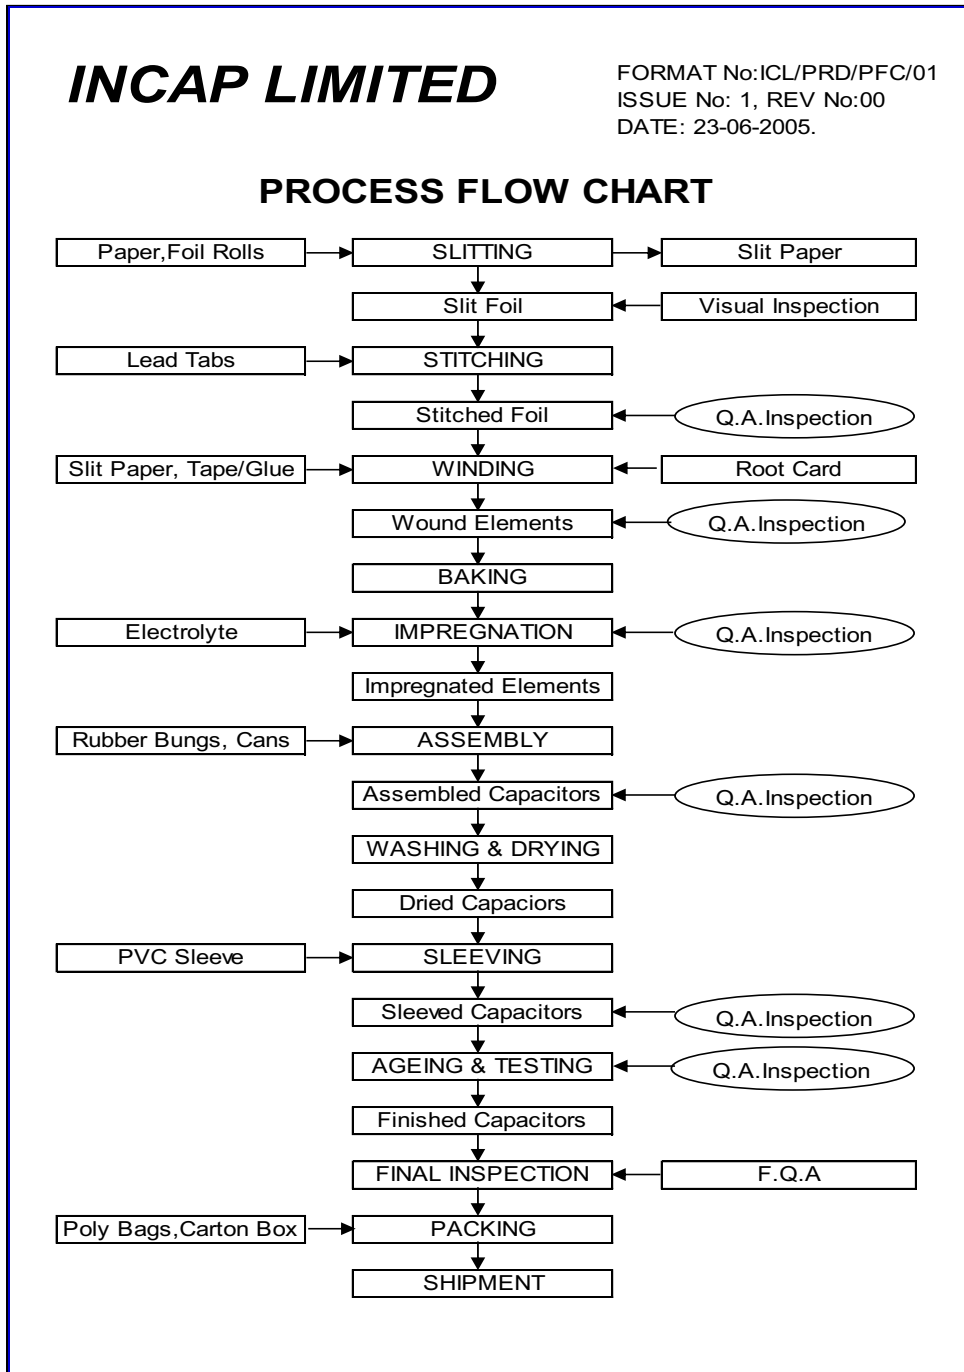 INCAP LIMITED
FORMAT No:ICL/PRD/PFC/01
ISSUE No: 1, REV No:00
DATE: 23-06-2005.
PROCESS FLOW CHART
Paper,Foil Rolls
SLITTING
Slit Paper
Slit Foil
Visual Inspection
Lead Tabs
STITCHING
Stitched Foil
Q.A.Inspection
Slit Paper, Tape/Glue
WINDING
Root Card
Wound Elements
Q.A.Inspection
BAKING
Electrolyte
IMPREGNATION
Q.A.Inspection
Impregnated Elements
Rubber Bungs, Cans
ASSEMBLY
Assembled Capacitors
Q.A.Inspection
WASHING & DRYING
Dried Capaciors
PVC Sleeve
SLEEVING
Sleeved Capacitors
Q.A.Inspection
AGEING & TESTING
Q.A.Inspection
Finished Capacitors
FINAL INSPECTION
F.Q.A
Poly Bags,Carton Box
PACKING
SHIPMENT